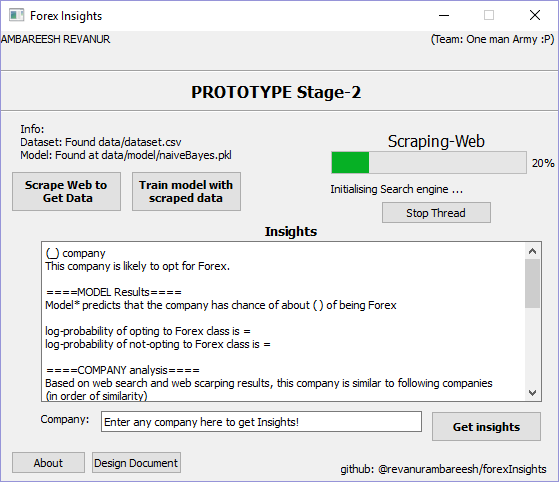 Forex Insights
AMBAREESH REVANUR
(Team: One man Army :P)
PROTOTYPE Stage-2
Info:
Dataset: Found data/dataset.csv
Model: Found at data/model/naiveBayes.pkl
Scraping-Web
20%
Initialising Search engine ...
Scrape Web to
Get Data
Train model with
scraped data
Stop Thread
Insights
(_) company
This company is likely to opt for Forex.
====MODEL Results====
Model* predicts that the company has chance of about ( ) of being Forex
log-probability of opting to Forex class is =
log-probability of not-opting to Forex class is =
====COMPANY analysis====
Based on web search and web scarping results, this company is similar to following companies
(in order of similarity)
Company:
Enter any company here to get Insights!
Get insights
About
Design Document
github: @revanurambareesh/forexInsights